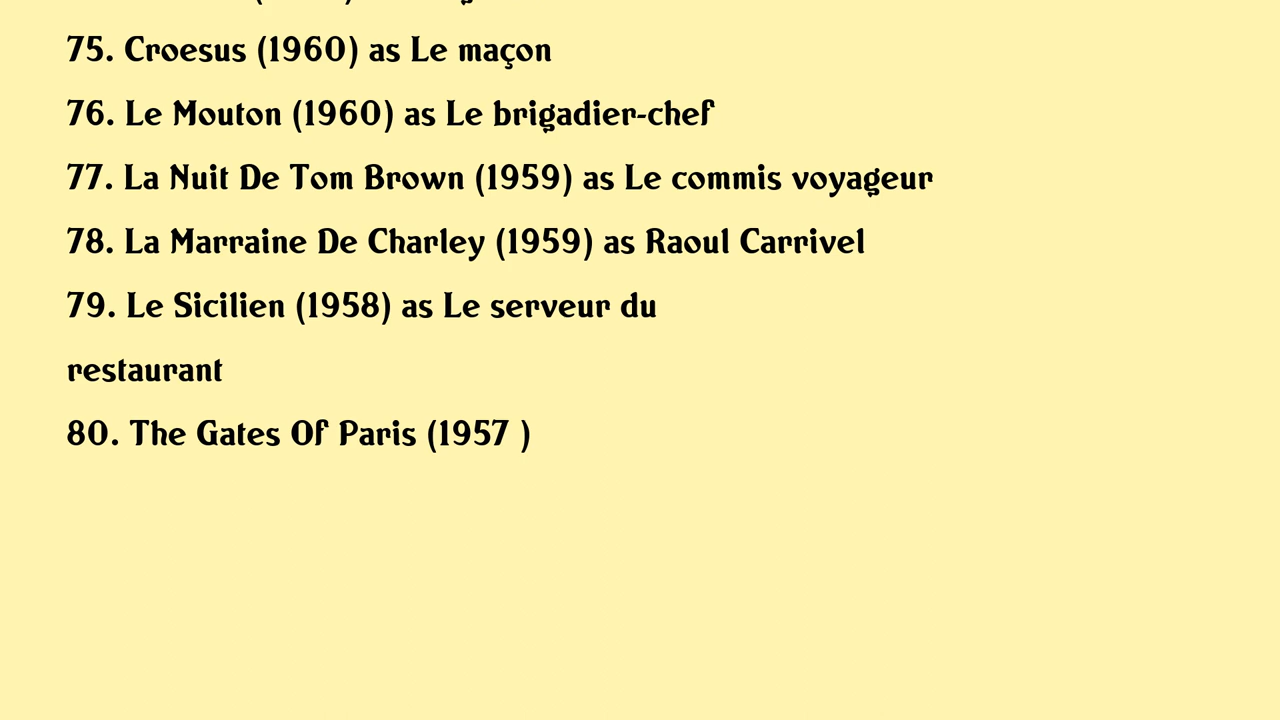 75. Croesus (1960) as Le maçon
76. Le Mouton (1960) as Le brigadier-chef
77. La Nuit De Tom Brown (1959) as Le commis voyageur
78. La Marraine De Charley (1959) as Raoul Carrivel
79. Le Sicilien (1958) as Le serveur du
restaurant
80. The Gates Of Paris (1957 )